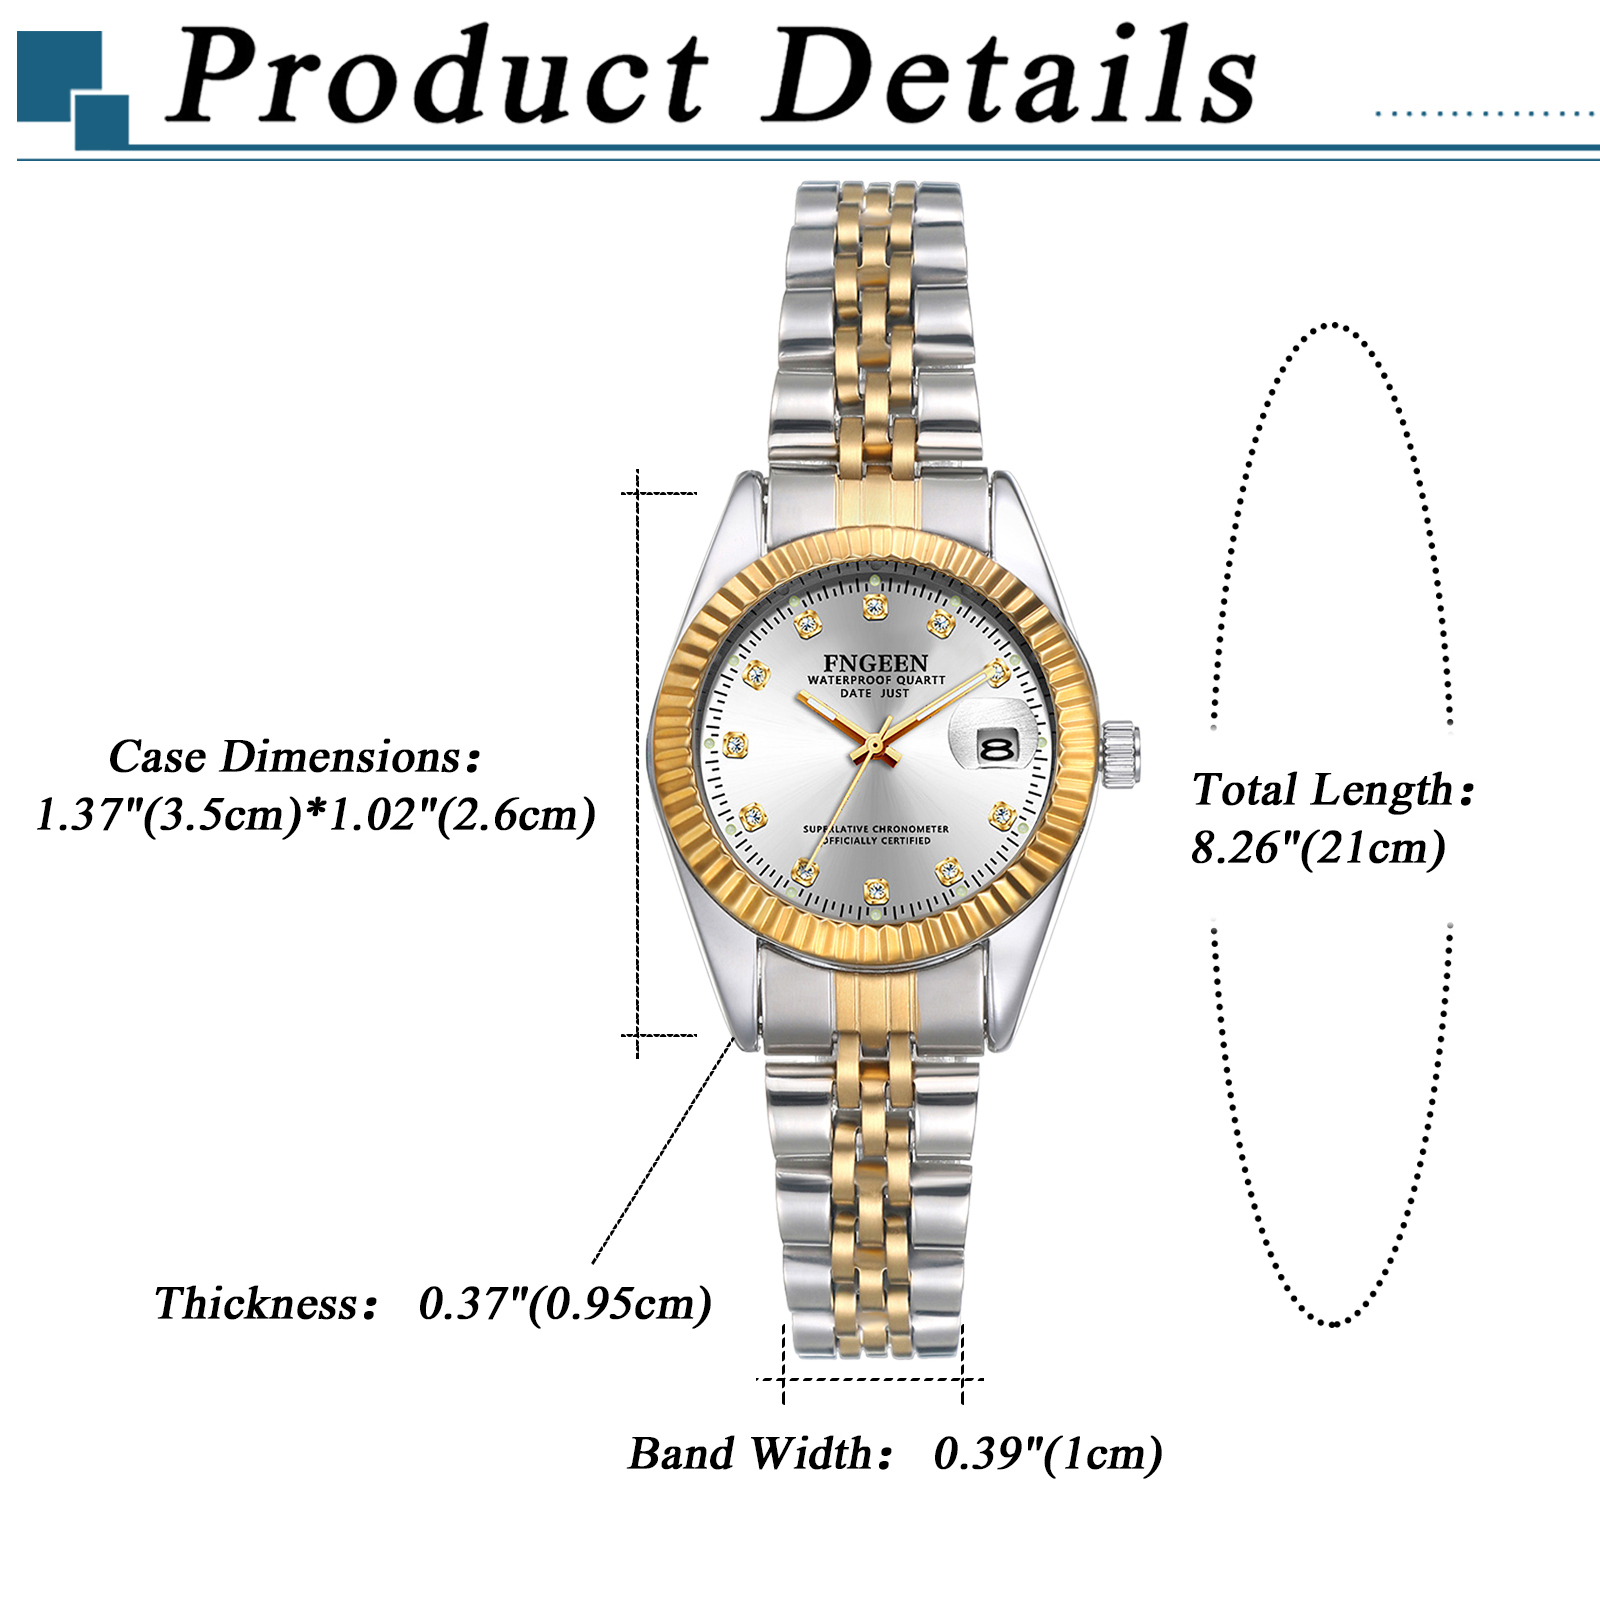 Product Details
FNGEEN
WATERPROOF QUARTT
DATE JUST
8
SUPERLATIVE CHRONOMETER
OFFICIALLY CERTIFIED
Case Dimensions：
1.37"(3.5cm)*1.02"(2.6cm)
Total Length：
8.26"(21cm)
Thickness： 0.37"(0.95cm)
Band Width： 0.39"(1cm)